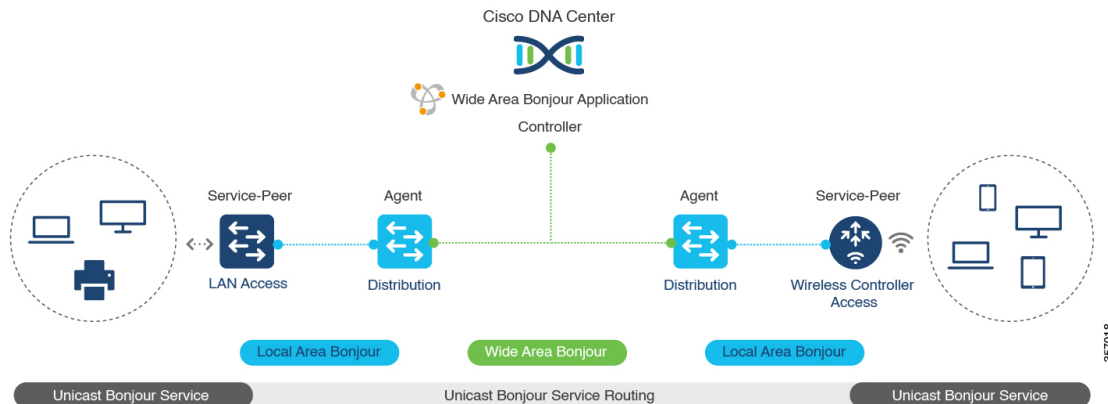 Cisco DNA Center
Wide Area Bonjour Application
Controller
Service-Peer
Agent
Agent
Service-Peer
LAN Access
Distribution
Distribution
Wireless Controller
Access
Local Area Bonjour
Wide Area Bonjour
Local Area Bonjour
357018
Unicast Bonjour Service
Unicast Bonjour Service Routing
Unicast Bonjour Service